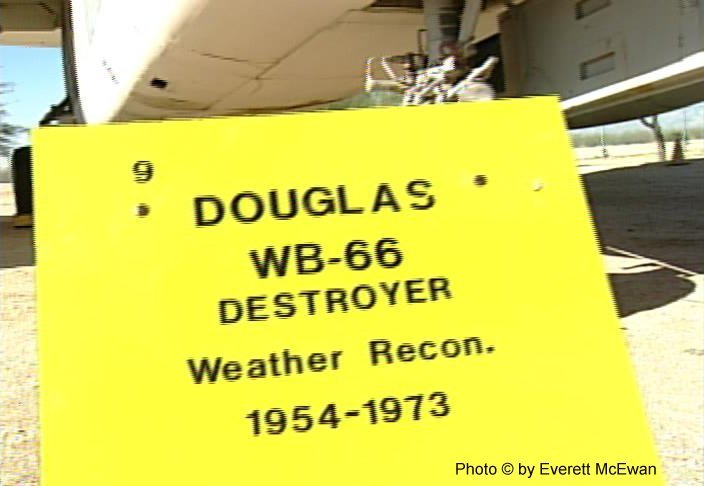 9
DOUGLAS
WB-66
DESTROYER
Weather Recon.
1954-1973
Photo © by Everett McEwan